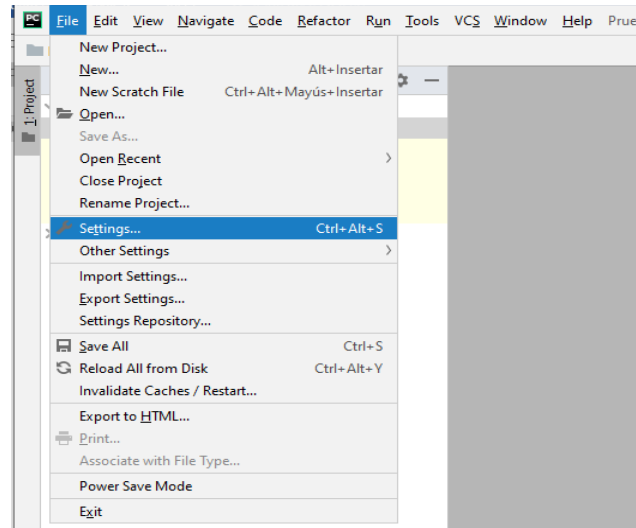 PC File Edit View Navigate Code Refactor Run Tools VCS Window Help Prue
New Project...
New... Alt+Insertar
New Scratch File Ctrl+Alt+Mayús+Insertar
Open...
Save As...
Open Recent
Close Project
Rename Project...
Settings... Ctrl+Alt+S
Other Settings
Import Settings...
Export Settings...
Settings Repository...
Save All Ctrl+S
Reload All from Disk Ctrl+Alt+Y
Invalidate Caches / Restart...
Export to HTML...
Print...
Associate with File Type...
Power Save Mode
Exit
1: Project